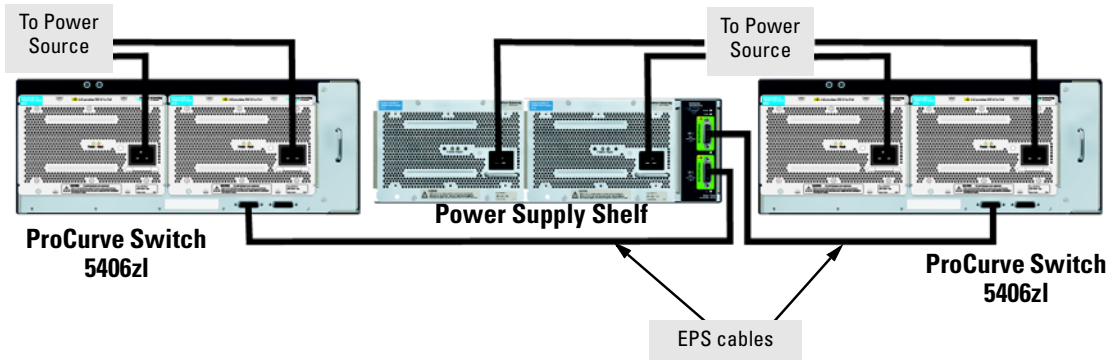 To Power
Source
To Power
Source
Power Supply Shelf
ProCurve Switch
5406zl
ProCurve Switch
5406zl
EPS cables